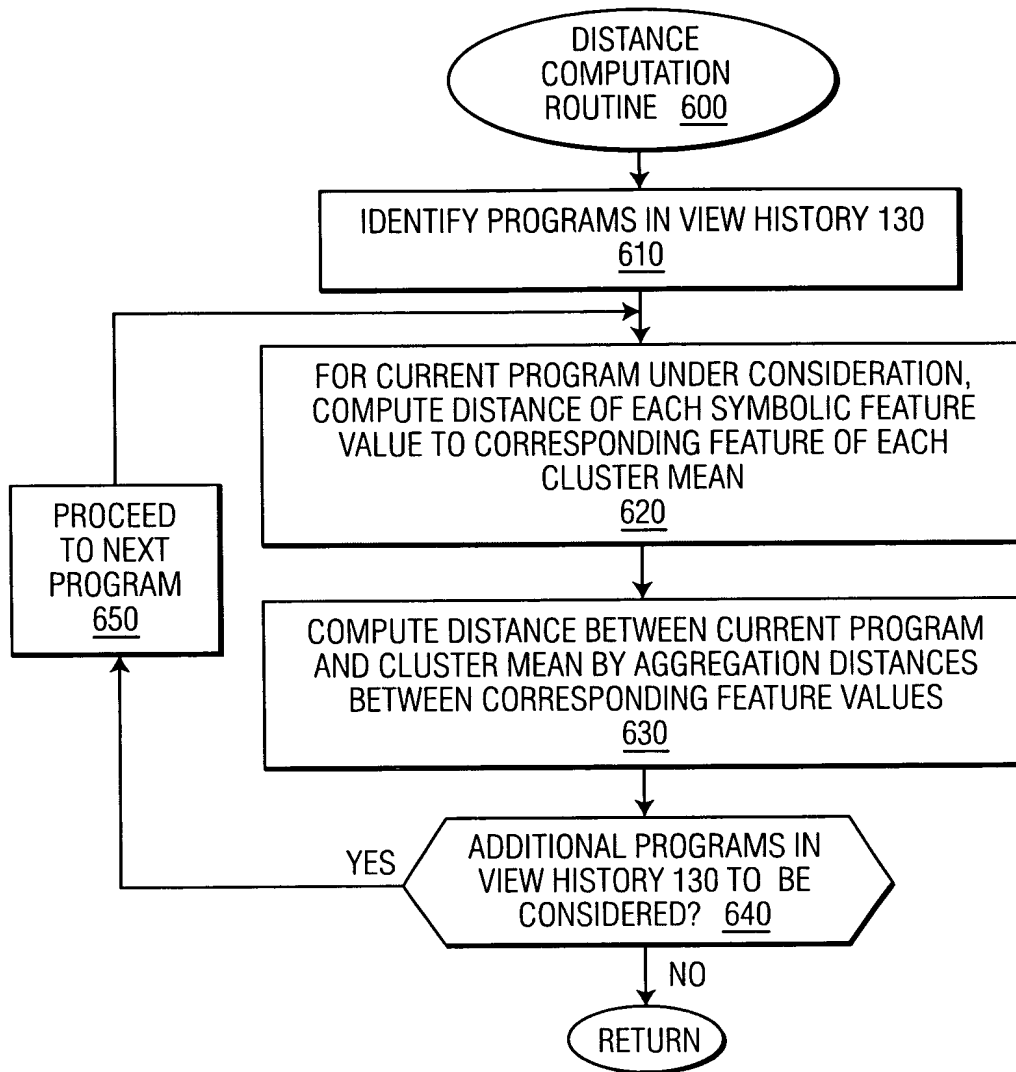 DISTANCE
COMPUTATION
ROUTINE 600
IDENTIFY PROGRAMS IN VIEW HISTORY 130
610
FOR CURRENT PROGRAM UNDER CONSIDERATION,
COMPUTE DISTANCE OF EACH SYMBOLIC FEATURE
VALUE TO CORRESPONDING FEATURE OF EACH
CLUSTER MEAN
620
PROCEED
TO NEXT
PROGRAM
650
COMPUTE DISTANCE BETWEEN CURRENT PROGRAM
AND CLUSTER MEAN BY AGGREGATION DISTANCES
BETWEEN CORRESPONDING FEATURE VALUES
630
YES
ADDITIONAL PROGRAMS IN
VIEW HISTORY 130 TO BE
CONSIDERED? 640
NO
RETURN